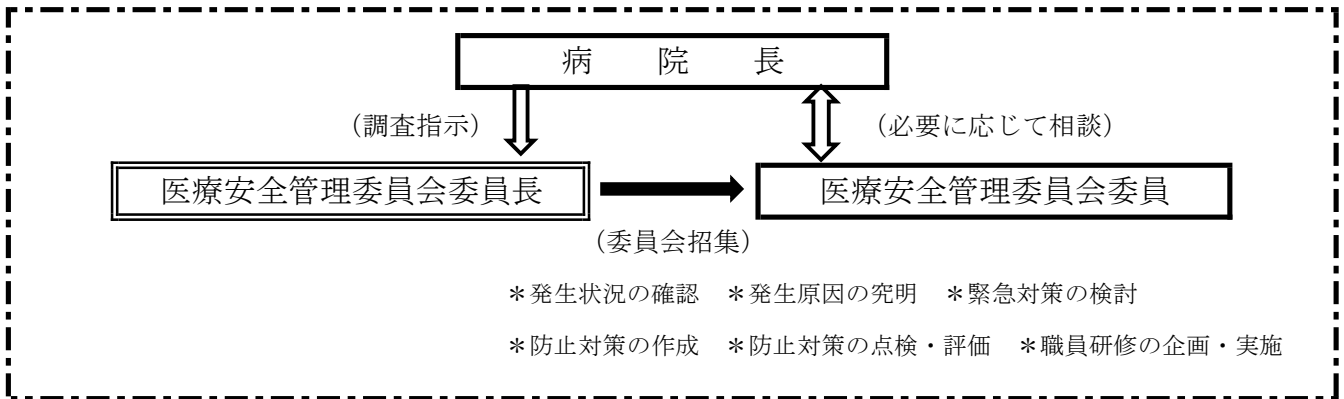 病　院　長
（調査指示）　（必要に応じて相談）
医療安全管理委員会委員長　医療安全管理委員会委員
（委員会招集）
＊発生状況の確認　＊発生原因の究明　＊緊急対策の検討
＊防止対策の作成　＊防止対策の点検・評価　＊職員研修の企画・実施